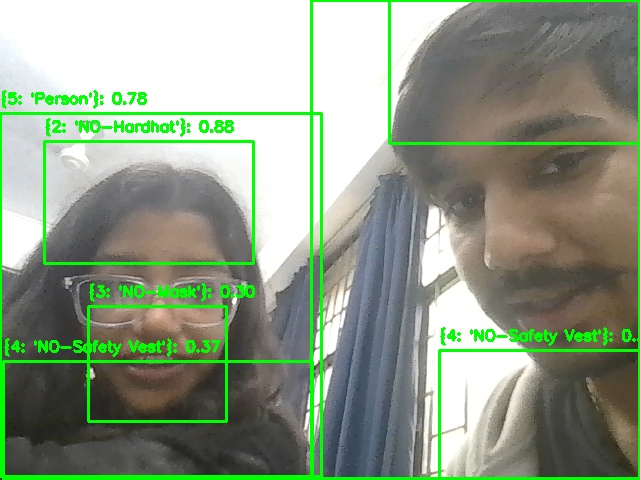 {5: 'Person'}: 0.78
{2: 'NO-Hardhat'}: 0.88
{3: 'NO-Mask'}: 0.30
{4: 'NO-Safety Vest'}: 0.37
{4: 'NO-Safety Vest'}: 0.